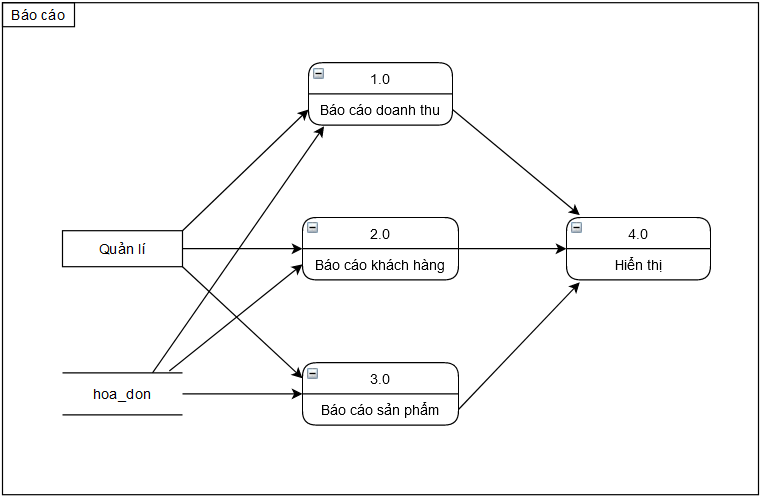 Báo cáo
1.0
Báo cáo doanh thu
Quản lí
2.0
Báo cáo khách hàng
4.0
Hiển thị
hoa_don
3.0
Báo cáo sản phẩm